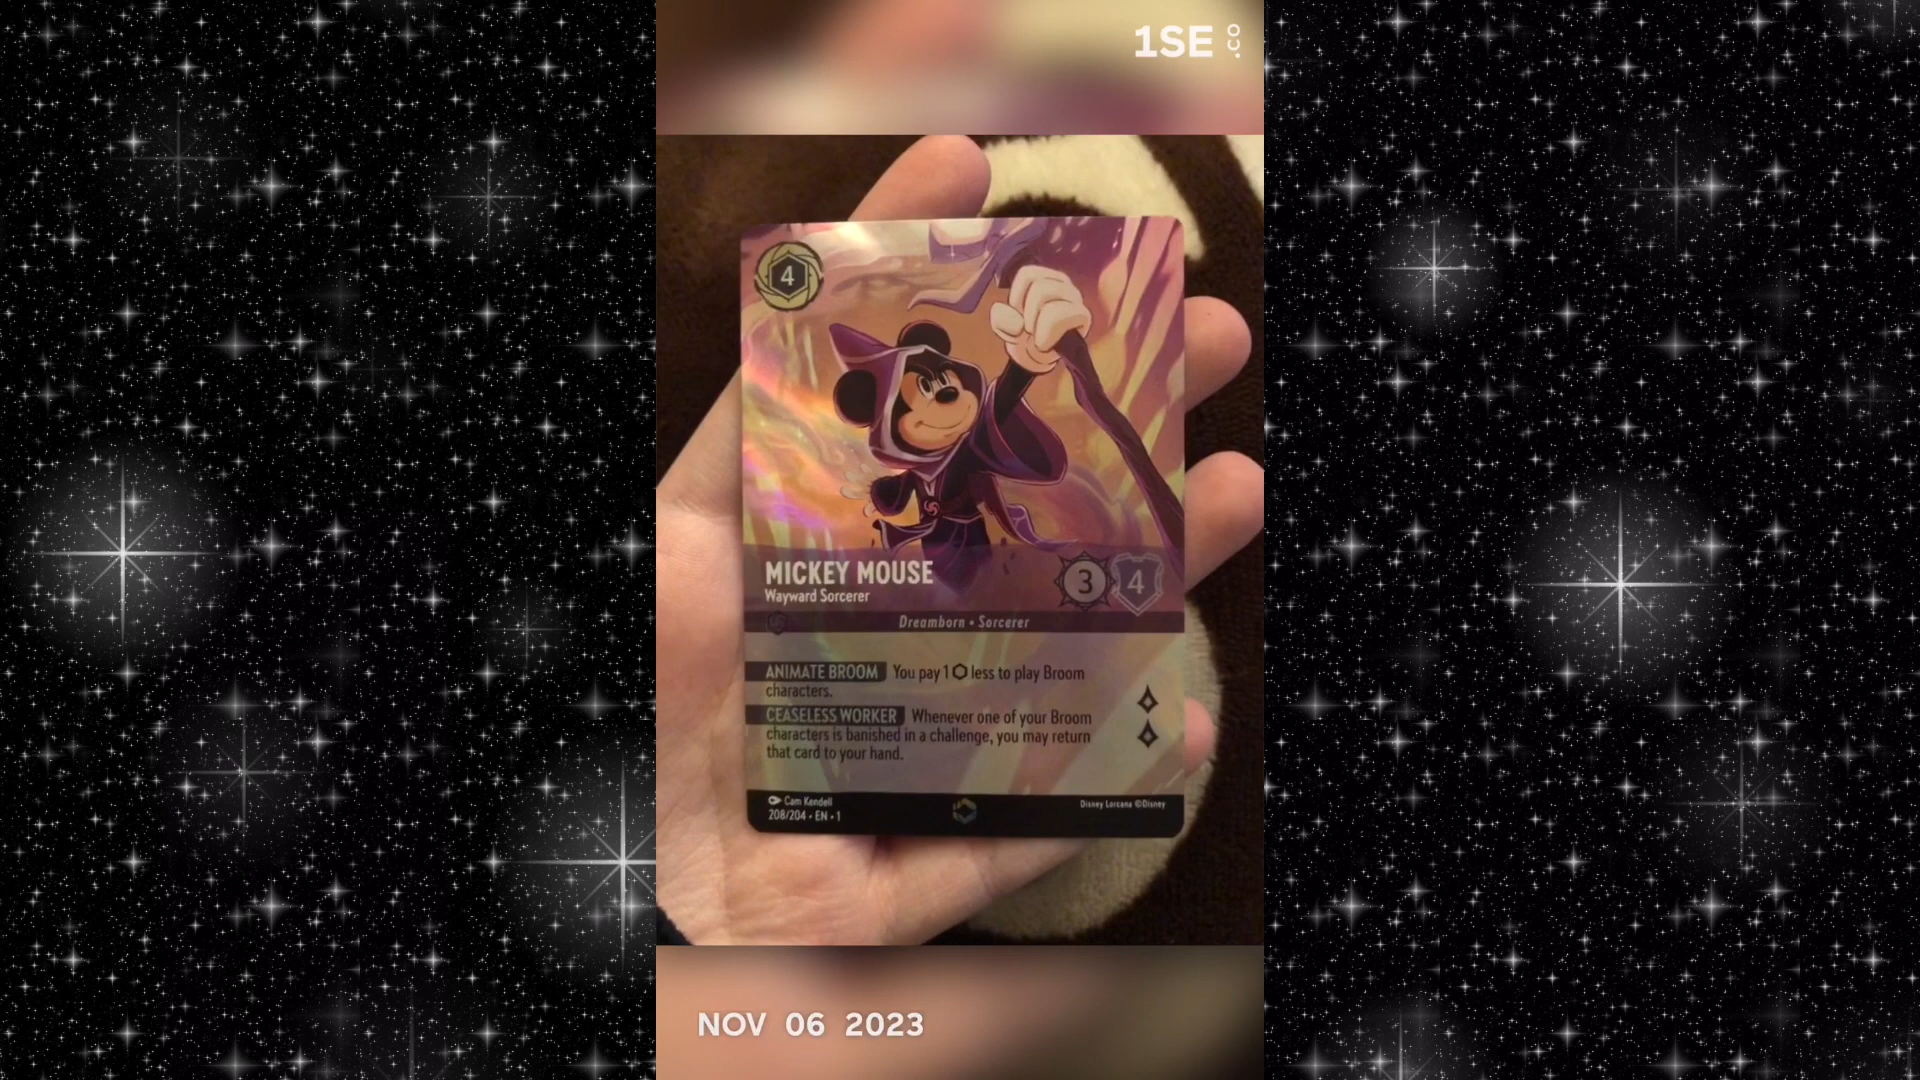 1SE .CO
4
MICKEY MOUSE
Wayward Sorcerer
3 4
Dreamborn • Sorcerer
ANIMATE BROOM You pay 1 ⬡ less to play Broom
characters.
CEASELESS WORKER Whenever one of your Broom
characters is banished in a challenge, you may return
that card to your hand.
Cam Kendell
208/204 • EN • 1
Disney Lorcana ©Disney
NOV 06 2023